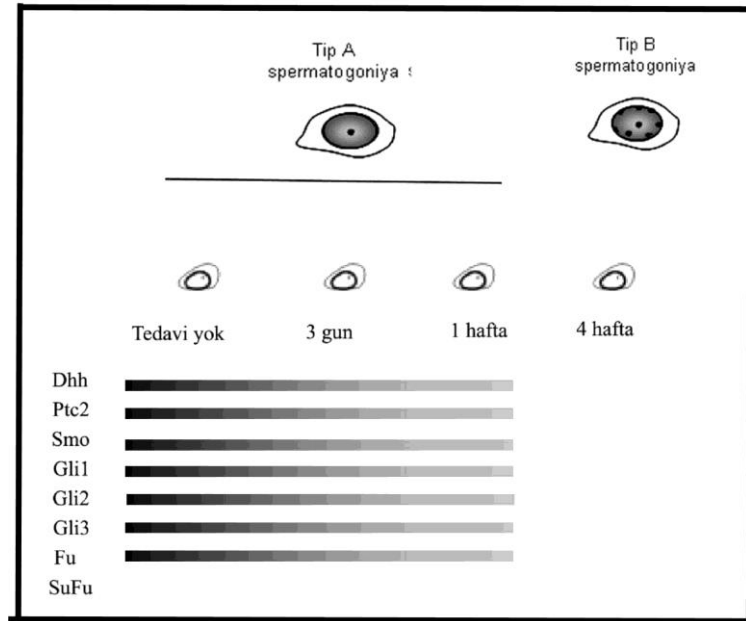 Tip A
spermatogoniya
Tip B
spermatogoniya
Tedavi yok
3 gun
1 hafta
4 hafta
Dhh
Ptc2
Smo
Gli1
Gli2
Gli3
Fu
SuFu